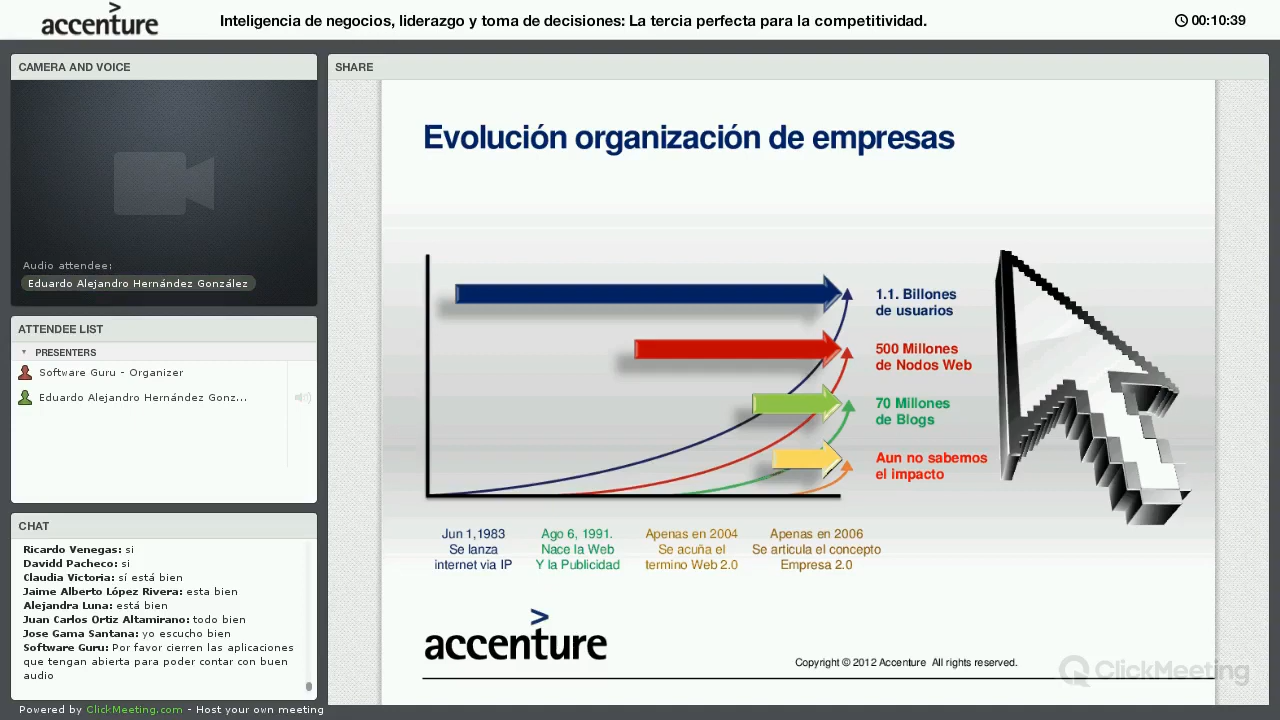 accenture
Inteligencia de negocios, liderazgo y toma de decisiones: La tercia perfecta para la competitividad.
00:10:39
CAMERA AND VOICE
Audio attendee:
Eduardo Alejandro Hernández González
ATTENDEE LIST
PRESENTERS
Software Guru - Organizer
Eduardo Alejandro Hernández Gonz...
CHAT
Ricardo Venegas: si
Davidd Pacheco: si
Claudia Victoria: sí está bien
Jaime Alberto López Rivera: esta bien
Alejandra Luna: está bien
Juan Carlos Ortiz Altamirano: todo bien
Jose Gama Santana: yo escucho bien
Software Guru: Por favor cierren las aplicaciones
que tengan abierta para poder contar con buen
audio
Powered by ClickMeeting.com - Host your own meeting
SHARE
Evolución organización de empresas
1.1. Billones
de usuarios
500 Millones
de Nodos Web
70 Millones
de Blogs
Aun no sabemos
el impacto
Jun 1,1983
Se lanza
internet via IP
Ago 6, 1991.
Nace la Web
Y la Publicidad
Apenas en 2004
Se acuña el
termino Web 2.0
Apenas en 2006
Se articula el concepto
Empresa 2.0
accenture
Copyright © 2012 Accenture All rights reserved.
ClickMeeting